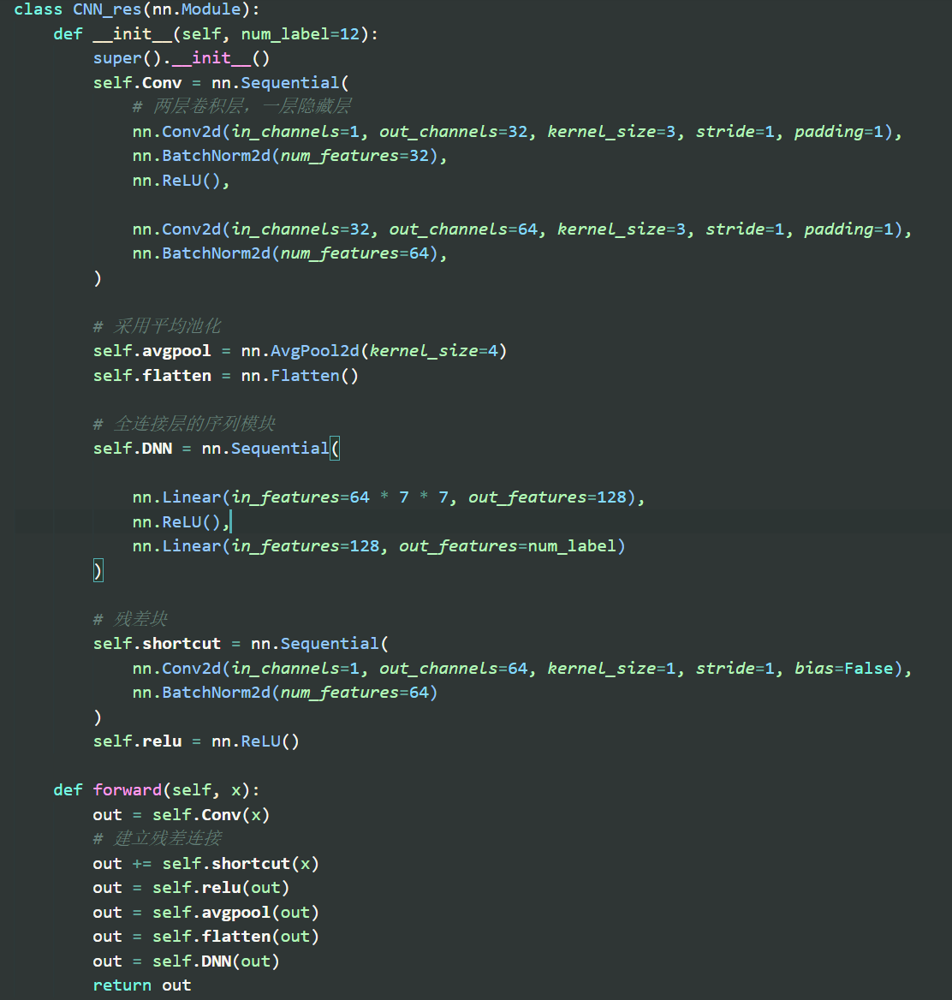 class CNN_res(nn.Module):
    def __init__(self, num_label=12):
        super().__init__()
        self.Conv = nn.Sequential(
            # 两层卷积层，一层隐藏层
            nn.Conv2d(in_channels=1, out_channels=32, kernel_size=3, stride=1, padding=1),
            nn.BatchNorm2d(num_features=32),
            nn.ReLU(),

            nn.Conv2d(in_channels=32, out_channels=64, kernel_size=3, stride=1, padding=1),
            nn.BatchNorm2d(num_features=64),
        )

        # 采用平均池化
        self.avgpool = nn.AvgPool2d(kernel_size=4)
        self.flatten = nn.Flatten()

        # 全连接层的序列模块
        self.DNN = nn.Sequential(

            nn.Linear(in_features=64 * 7 * 7, out_features=128),
            nn.ReLU(),
            nn.Linear(in_features=128, out_features=num_label)
        )

        # 残差块
        self.shortcut = nn.Sequential(
            nn.Conv2d(in_channels=1, out_channels=64, kernel_size=1, stride=1, bias=False),
            nn.BatchNorm2d(num_features=64)
        )
        self.relu = nn.ReLU()

    def forward(self, x):
        out = self.Conv(x)
        # 建立残差连接
        out += self.shortcut(x)
        out = self.relu(out)
        out = self.avgpool(out)
        out = self.flatten(out)
        out = self.DNN(out)
        return out